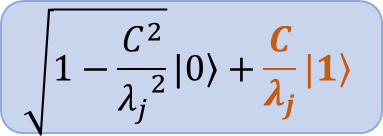 √(1 − C²/λⱼ²) |0⟩ + C/λⱼ |1⟩